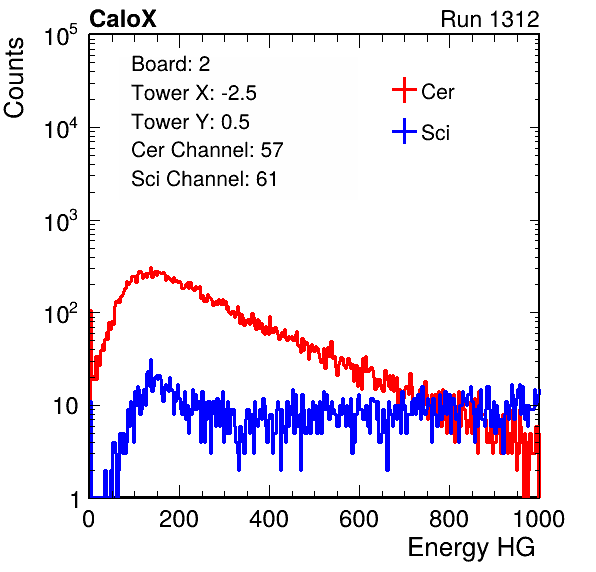 CaloX Run 1312
Counts
Board: 2
Tower X: -2.5
Tower Y: 0.5
Cer Channel: 57
Sci Channel: 61
Cer
Sci
10^5
10^4
10^3
10^2
10
1
0 200 400 600 800 1000
Energy HG